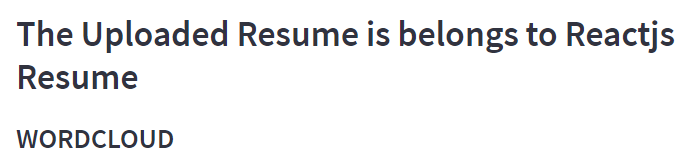 The Uploaded Resume is belongs to Reactjs
Resume
WORDCLOUD